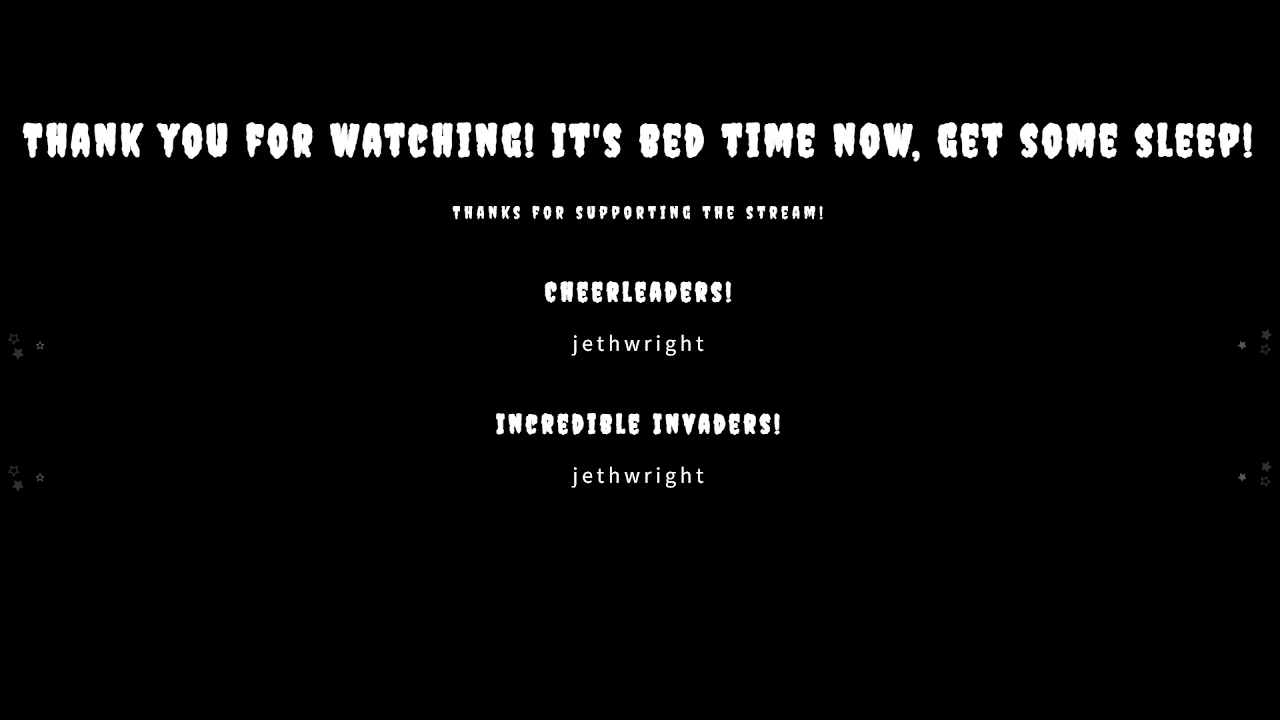 THANK YOU FOR WATCHING! IT'S BED TIME NOW, GET SOME SLEEP!
THANKS FOR SUPPORTING THE STREAM!
CHEERLEADERS!
jethwright
INCREDIBLE INVADERS!
jethwright